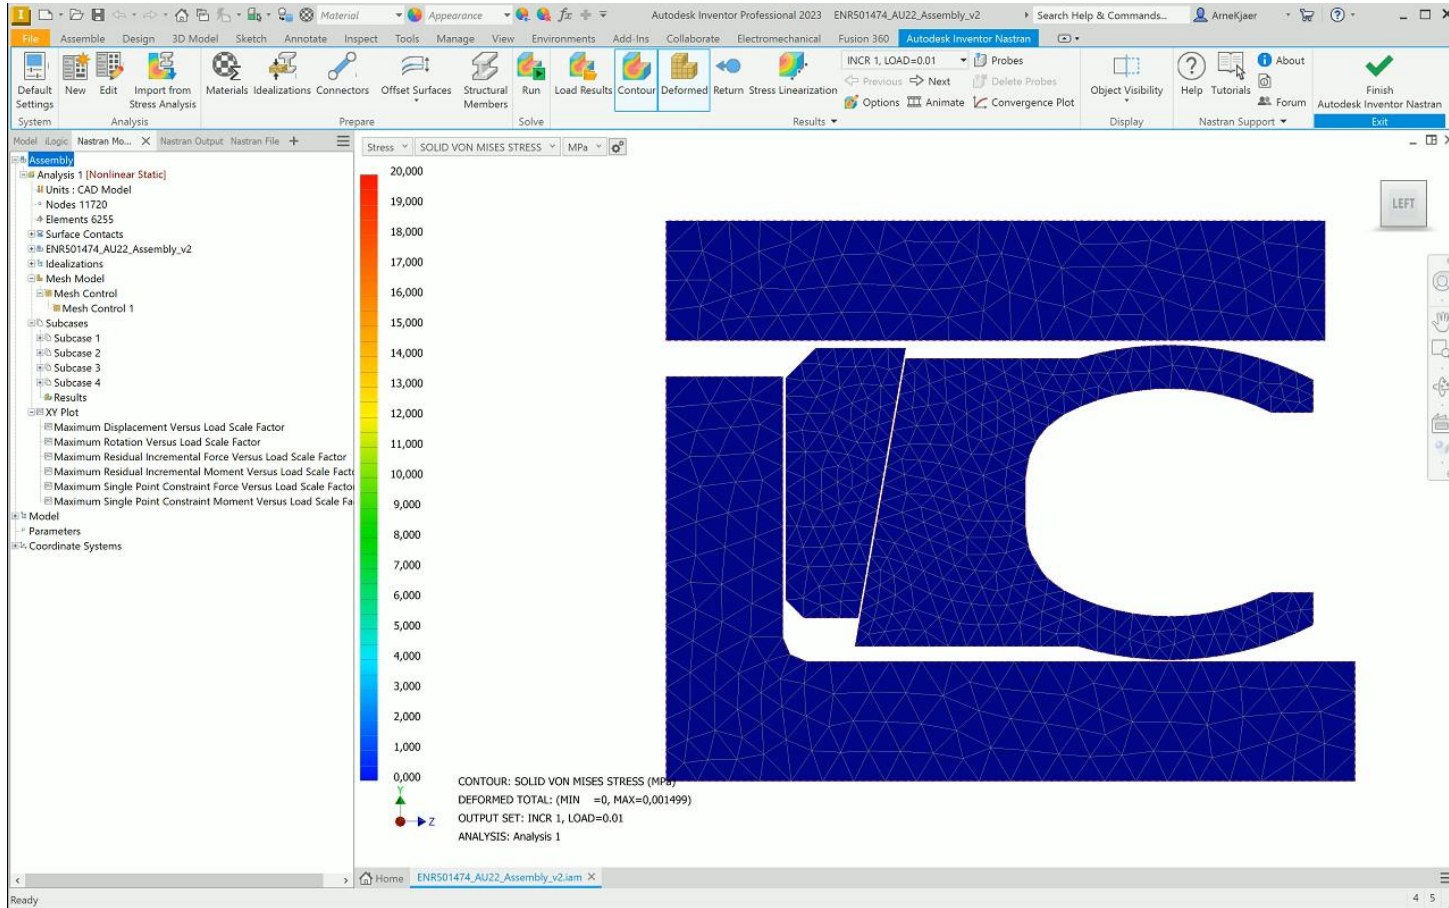 I Material Appearance fx Autodesk Inventor Professional 2023 ENR501474_AU22_Assembly_v2 Search Help & Commands... ArneKjaer
File Assemble Design 3D Model Sketch Annotate Inspect Tools Manage View Environments Add-Ins Collaborate Electromechanical Fusion 360 Autodesk Inventor Nastran
Default Settings New Edit Import from Stress Analysis Materials Idealizations Connectors Offset Surfaces Structural Members Run Load Results Contour Deformed Return Stress Linearization
INCR 1, LOAD=0.01 Probes
Previous Next Delete Probes
Options Animate Convergence Plot
Object Visibility Help Tutorials About Forum Finish Autodesk Inventor Nastran
System Analysis Prepare Solve Results Display Nastran Support Exit
Model iLogic Nastran Mo... Nastran Output Nastran File +
Stress SOLID VON MISES STRESS MPa
Assembly
Analysis 1 [Nonlinear Static]
Units : CAD Model
Nodes 11720
Elements 6255
Surface Contacts
ENR501474_AU22_Assembly_v2
Idealizations
Mesh Model
Mesh Control
Mesh Control 1
Subcases
Subcase 1
Subcase 2
Subcase 3
Subcase 4
Results
XY Plot
Maximum Displacement Versus Load Scale Factor
Maximum Rotation Versus Load Scale Factor
Maximum Residual Incremental Force Versus Load Scale Factor
Maximum Residual Incremental Moment Versus Load Scale Facto
Maximum Single Point Constraint Force Versus Load Scale Facto
Maximum Single Point Constraint Moment Versus Load Scale Fa
Model
Parameters
Coordinate Systems
20,000
19,000
18,000
17,000
16,000
15,000
14,000
13,000
12,000
11,000
10,000
9,000
8,000
7,000
6,000
5,000
4,000
3,000
2,000
1,000
0,000
LEFT
Y
Z
CONTOUR: SOLID VON MISES STRESS (MPa)
DEFORMED TOTAL: (MIN =0, MAX=0,001499)
OUTPUT SET: INCR 1, LOAD=0.01
ANALYSIS: Analysis 1
Home ENR501474_AU22_Assembly_v2.iam
Ready 4 5